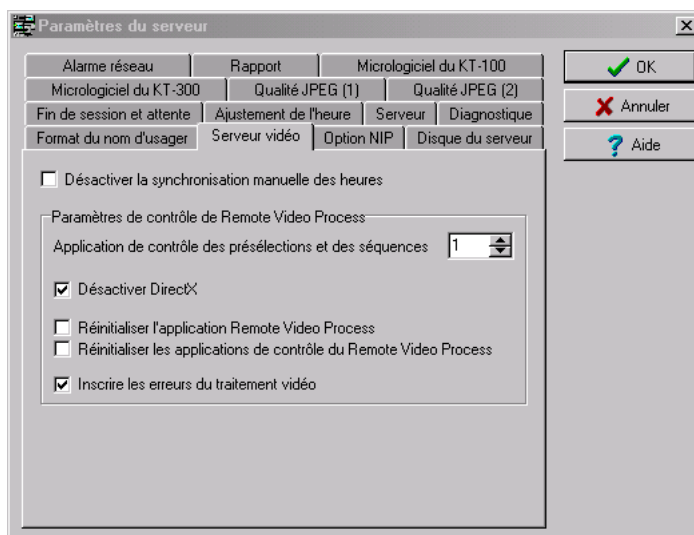 Paramètres du serveur
Alarme réseau Rapport Micrologiciel du KT-100
Micrologiciel du KT-300 Qualité JPEG (1) Qualité JPEG (2)
Fin de session et attente Ajustement de l'heure Serveur Diagnostique
Format du nom d'usager Serveur vidéo Option NIP Disque du serveur
OK
Annuler
? Aide
Désactiver la synchronisation manuelle des heures
Paramètres de contrôle de Remote Video Process
Application de contrôle des présélections et des séquences 1
Désactiver DirectX
Réinitialiser l'application Remote Video Process
Réinitialiser les applications de contrôle du Remote Video Process
Inscrire les erreurs du traitement vidéo